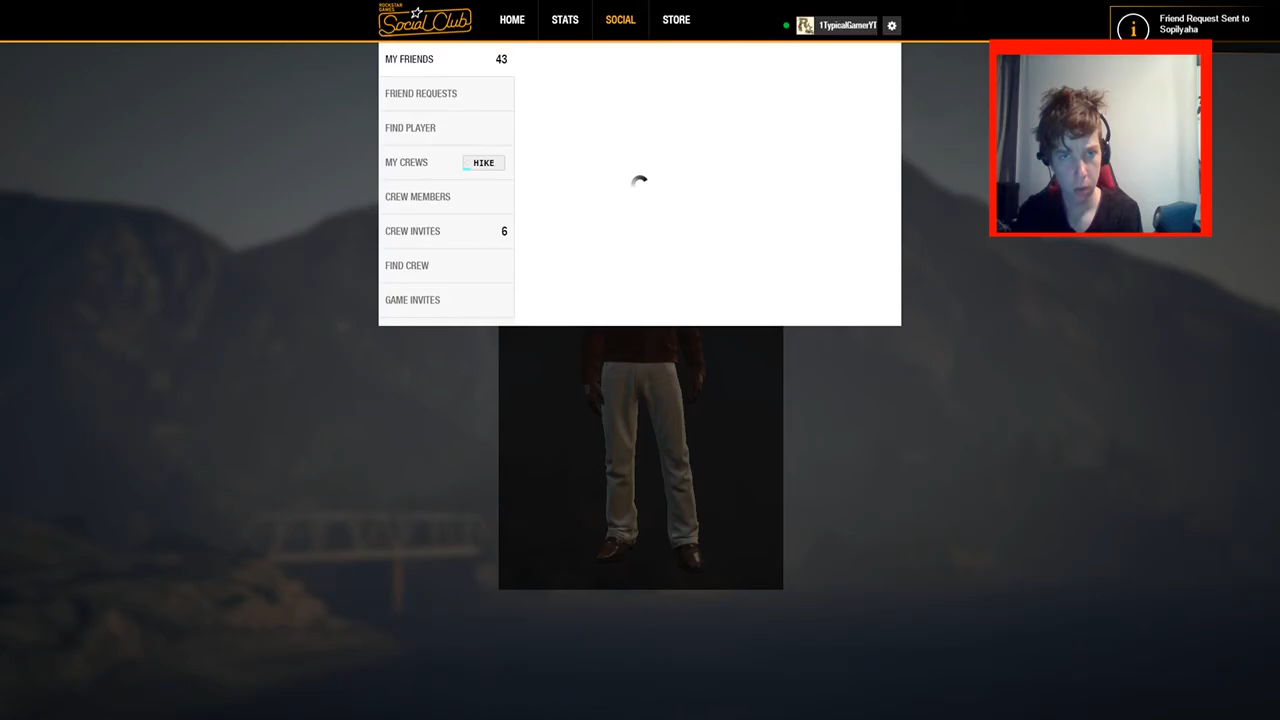 ROCKSTAR
GAMES
Social Club
HOME
STATS
SOCIAL
STORE
1TypicalGamerYT
Friend Request Sent to
Sopilyaha
MY FRIENDS 43
FRIEND REQUESTS
FIND PLAYER
MY CREWS HIKE
CREW MEMBERS
CREW INVITES 6
FIND CREW
GAME INVITES